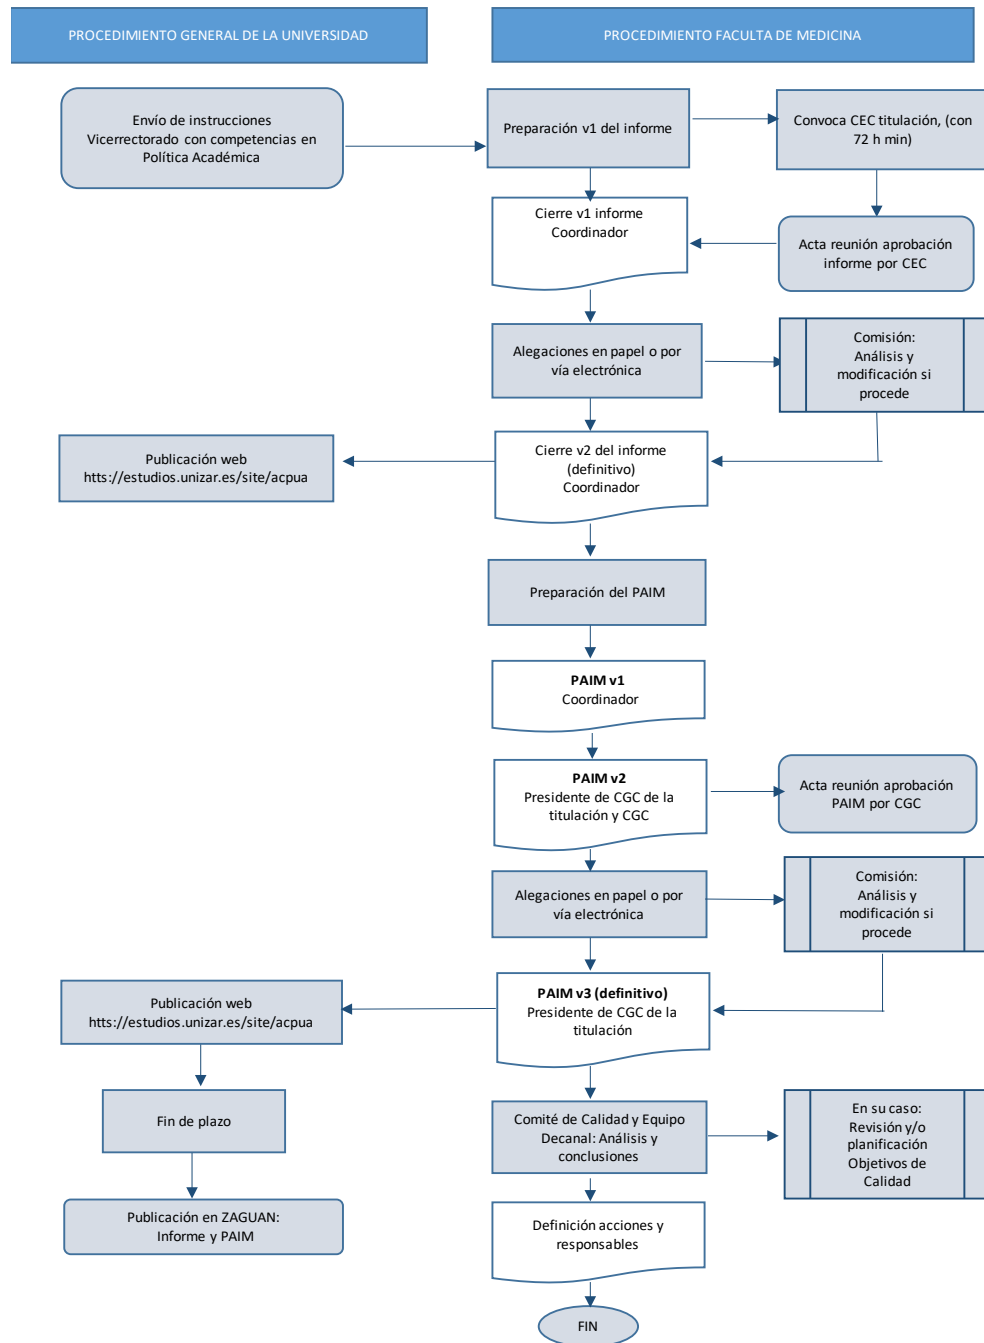 PROCEDIMIENTO GENERAL DE LA UNIVERSIDAD
PROCEDIMIENTO FACULTA DE MEDICINA
Envío de instrucciones
Vicerrectorado con competencias en
Política Académica
Preparación v1 del informe
Convoca CEC titulación, (con
72 h min)
Cierre v1 informe
Coordinador
Acta reunión aprobación
informe por CEC
Alegaciones en papel o por
vía electrónica
Comisión:
Análisis y
modificación si
procede
Publicación web
htts://estudios.unizar.es/site/acpua
Cierre v2 del informe
(definitivo)
Coordinador
Preparación del PAIM
PAIM v1
Coordinador
PAIM v2
Presidente de CGC de la
titulación y CGC
Acta reunión aprobación
PAIM por CGC
Alegaciones en papel o por
vía electrónica
Comisión:
Análisis y
modificación si
procede
Publicación web
htts://estudios.unizar.es/site/acpua
PAIM v3 (definitivo)
Presidente de CGC de la
titulación
Fin de plazo
Comité de Calidad y Equipo
Decanal: Análisis y
conclusiones
En su caso:
Revisión y/o
planificación
Objetivos de
Calidad
Publicación en ZAGUAN:
Informe y PAIM
Definición acciones y
responsables
FIN